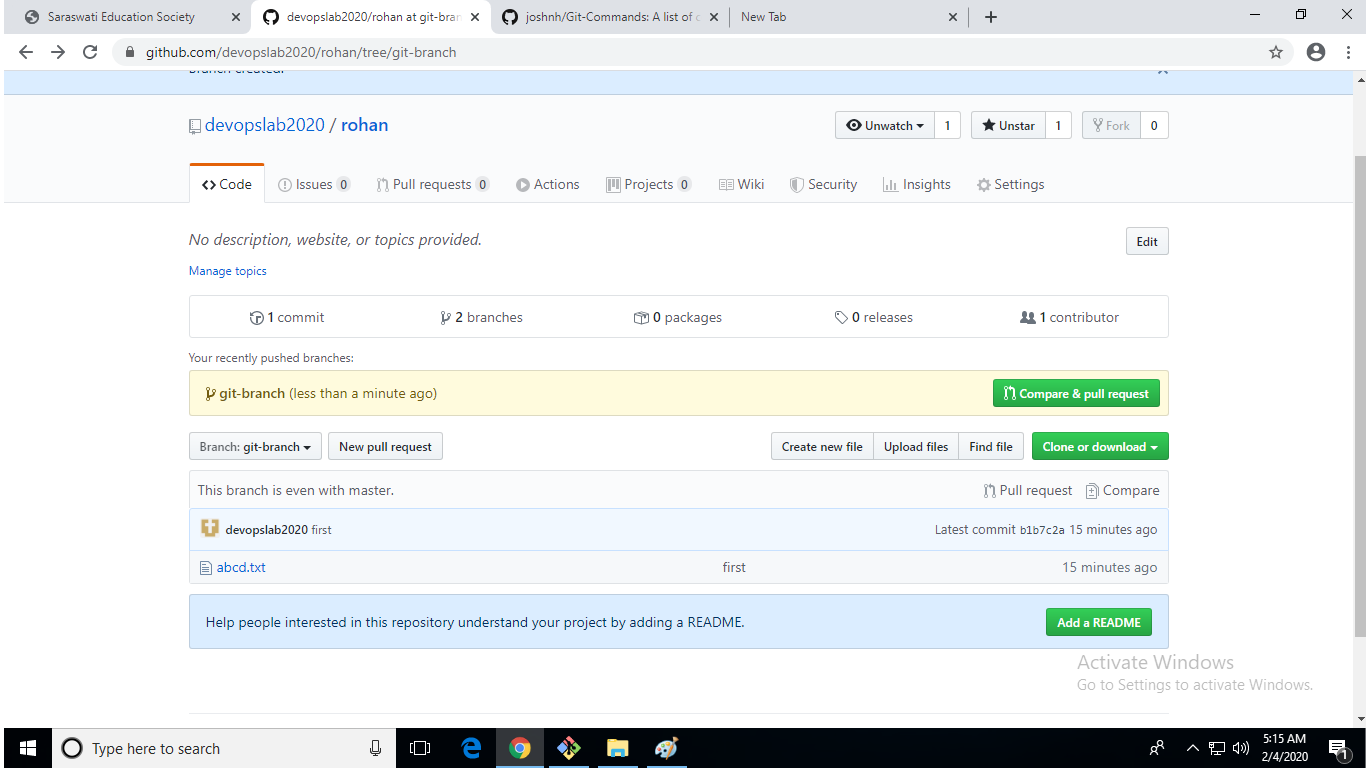 Saraswati Education Society
devopslab2020/rohan at git-bran
joshnh/Git-Commands: A list of c
New Tab
github.com/devopslab2020/rohan/tree/git-branch
Branch created.
devopslab2020 / rohan
Unwatch 1
Unstar 1
Fork 0
Code
Issues 0
Pull requests 0
Actions
Projects 0
Wiki
Security
Insights
Settings
No description, website, or topics provided.
Edit
Manage topics
1 commit
2 branches
0 packages
0 releases
1 contributor
Your recently pushed branches:
git-branch (less than a minute ago)
Compare & pull request
Branch: git-branch
New pull request
Create new file
Upload files
Find file
Clone or download
This branch is even with master.
Pull request
Compare
devopslab2020 first
Latest commit b1b7c2a 15 minutes ago
abcd.txt
first
15 minutes ago
Help people interested in this repository understand your project by adding a README.
Add a README
Activate Windows
Go to Settings to activate Windows.
Type here to search
5:15 AM
2/4/2020
1